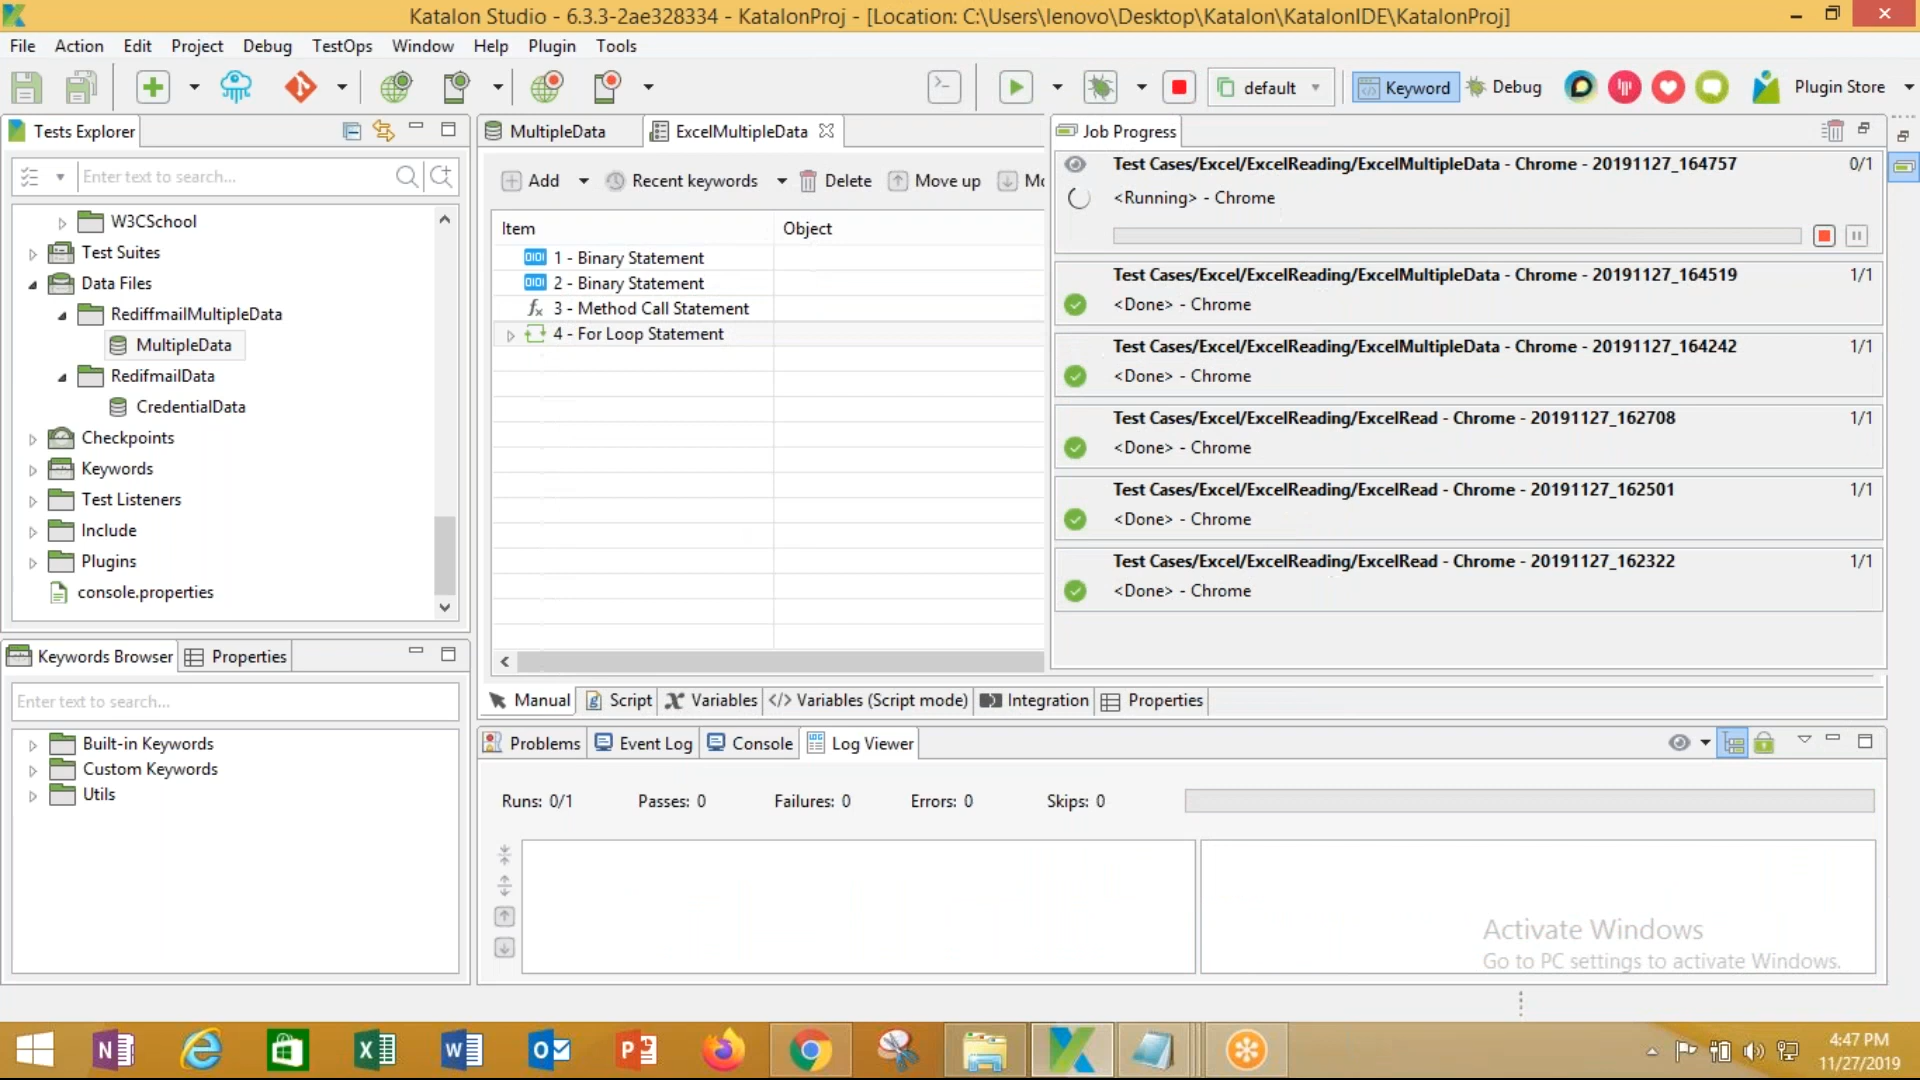 Katalon Studio - 6.3.3-2ae328334 - KatalonProj - [Location: C:\Users\lenovo\Desktop\Katalon\KatalonIDE\KatalonProj]
File Action Edit Project Debug TestOps Window Help Plugin Tools
default Keyword Debug Plugin Store
Tests Explorer
Enter text to search...
W3CSchool
Test Suites
Data Files
RediffmailMultipleData
MultipleData
RedifmailData
CredentialData
Checkpoints
Keywords
Test Listeners
Include
Plugins
console.properties
Keywords Browser Properties
Enter text to search...
Built-in Keywords
Custom Keywords
Utils
MultipleData ExcelMultipleData
Add Recent keywords Delete Move up Mo
Item Object
1 - Binary Statement
2 - Binary Statement
3 - Method Call Statement
4 - For Loop Statement
Manual Script Variables Variables (Script mode) Integration Properties
Job Progress
Test Cases/Excel/ExcelReading/ExcelMultipleData - Chrome - 20191127_164757 0/1
<Running> - Chrome
Test Cases/Excel/ExcelReading/ExcelMultipleData - Chrome - 20191127_164519 1/1
<Done> - Chrome
Test Cases/Excel/ExcelReading/ExcelMultipleData - Chrome - 20191127_164242 1/1
<Done> - Chrome
Test Cases/Excel/ExcelReading/ExcelRead - Chrome - 20191127_162708 1/1
<Done> - Chrome
Test Cases/Excel/ExcelReading/ExcelRead - Chrome - 20191127_162501 1/1
<Done> - Chrome
Test Cases/Excel/ExcelReading/ExcelRead - Chrome - 20191127_162322 1/1
<Done> - Chrome
Problems Event Log Console Log Viewer
Runs: 0/1 Passes: 0 Failures: 0 Errors: 0 Skips: 0
Activate Windows
Go to PC settings to activate Windows.
4:47 PM
11/27/2019